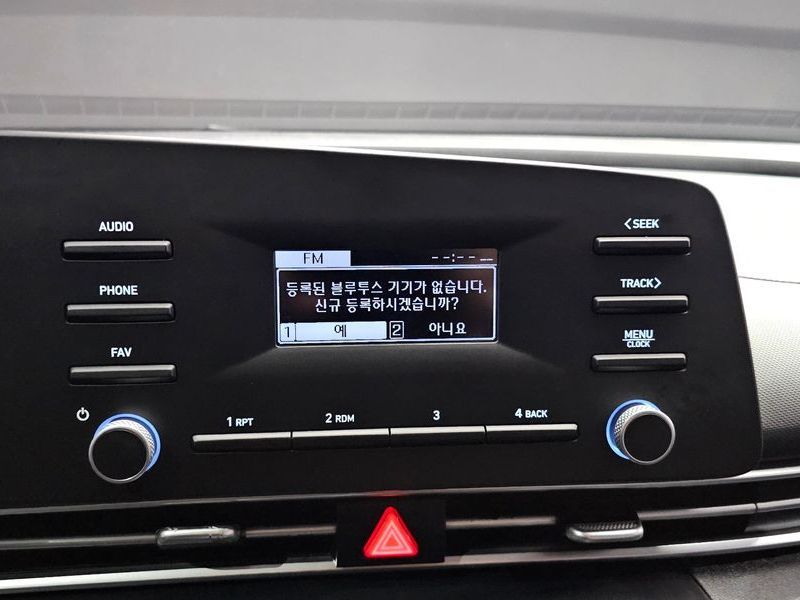 AUDIO
PHONE
FAV
FM
--:-- --
등록된 블루투스 기기가 없습니다.
신규 등록하시겠습니까?
1 예 2 아니요
<SEEK
TRACK>
MENU
CLOCK
1 RPT
2 RDM
3
4 BACK